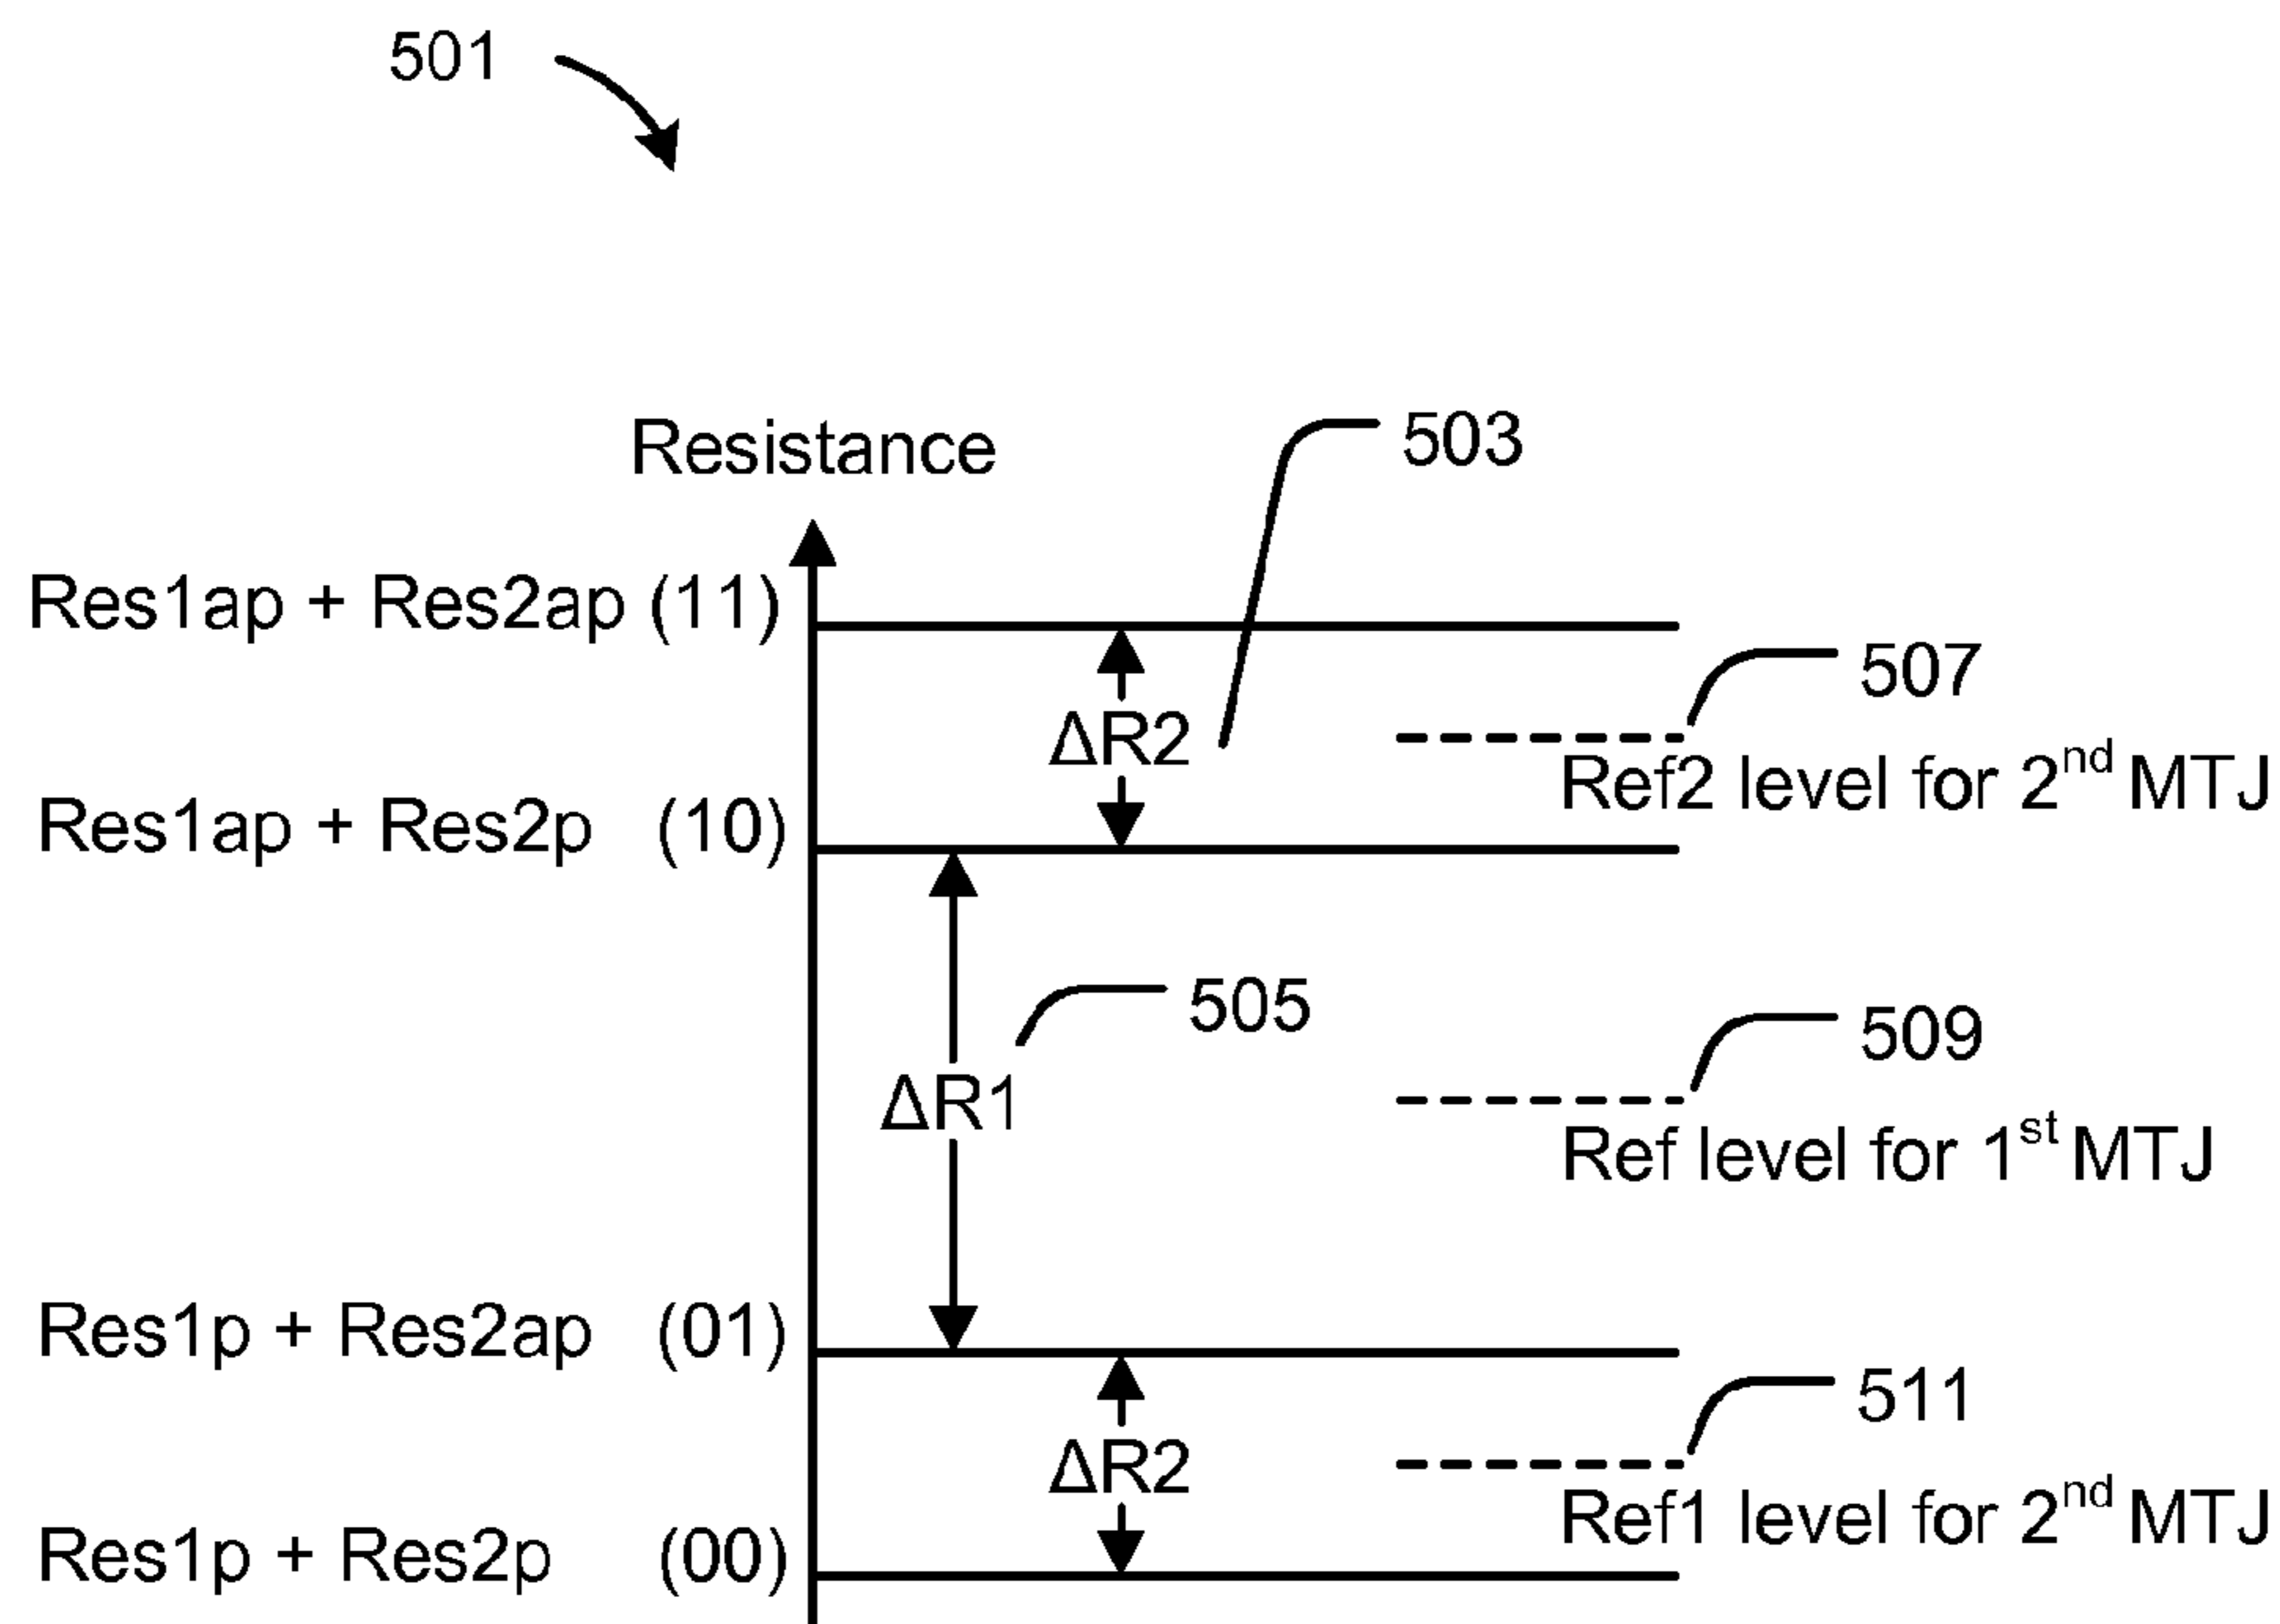 501
Resistance
503
Res1ap + Res2ap (11)
507
ΔR2
Ref2 level for 2nd MTJ
Res1ap + Res2p (10)
505
509
ΔR1
Ref level for 1st MTJ
Res1p + Res2ap (01)
511
ΔR2
Ref1 level for 2nd MTJ
Res1p + Res2p (00)